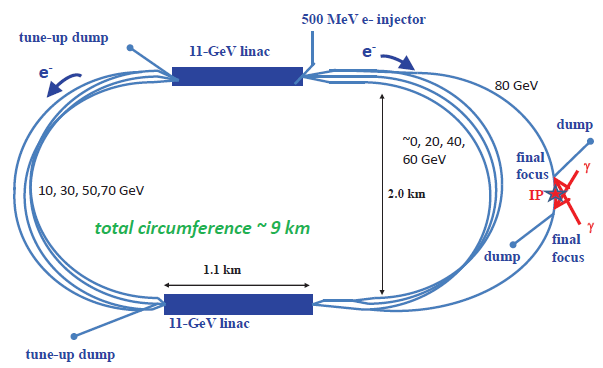 500 MeV e- injector
tune-up dump
11-GeV linac
e-
e-
80 GeV
dump
~0, 20, 40,
60 GeV
final
focus
γ
10, 30, 50,70 GeV
2.0 km
IP
total circumference ~ 9 km
γ
dump
final
focus
1.1 km
11-GeV linac
tune-up dump